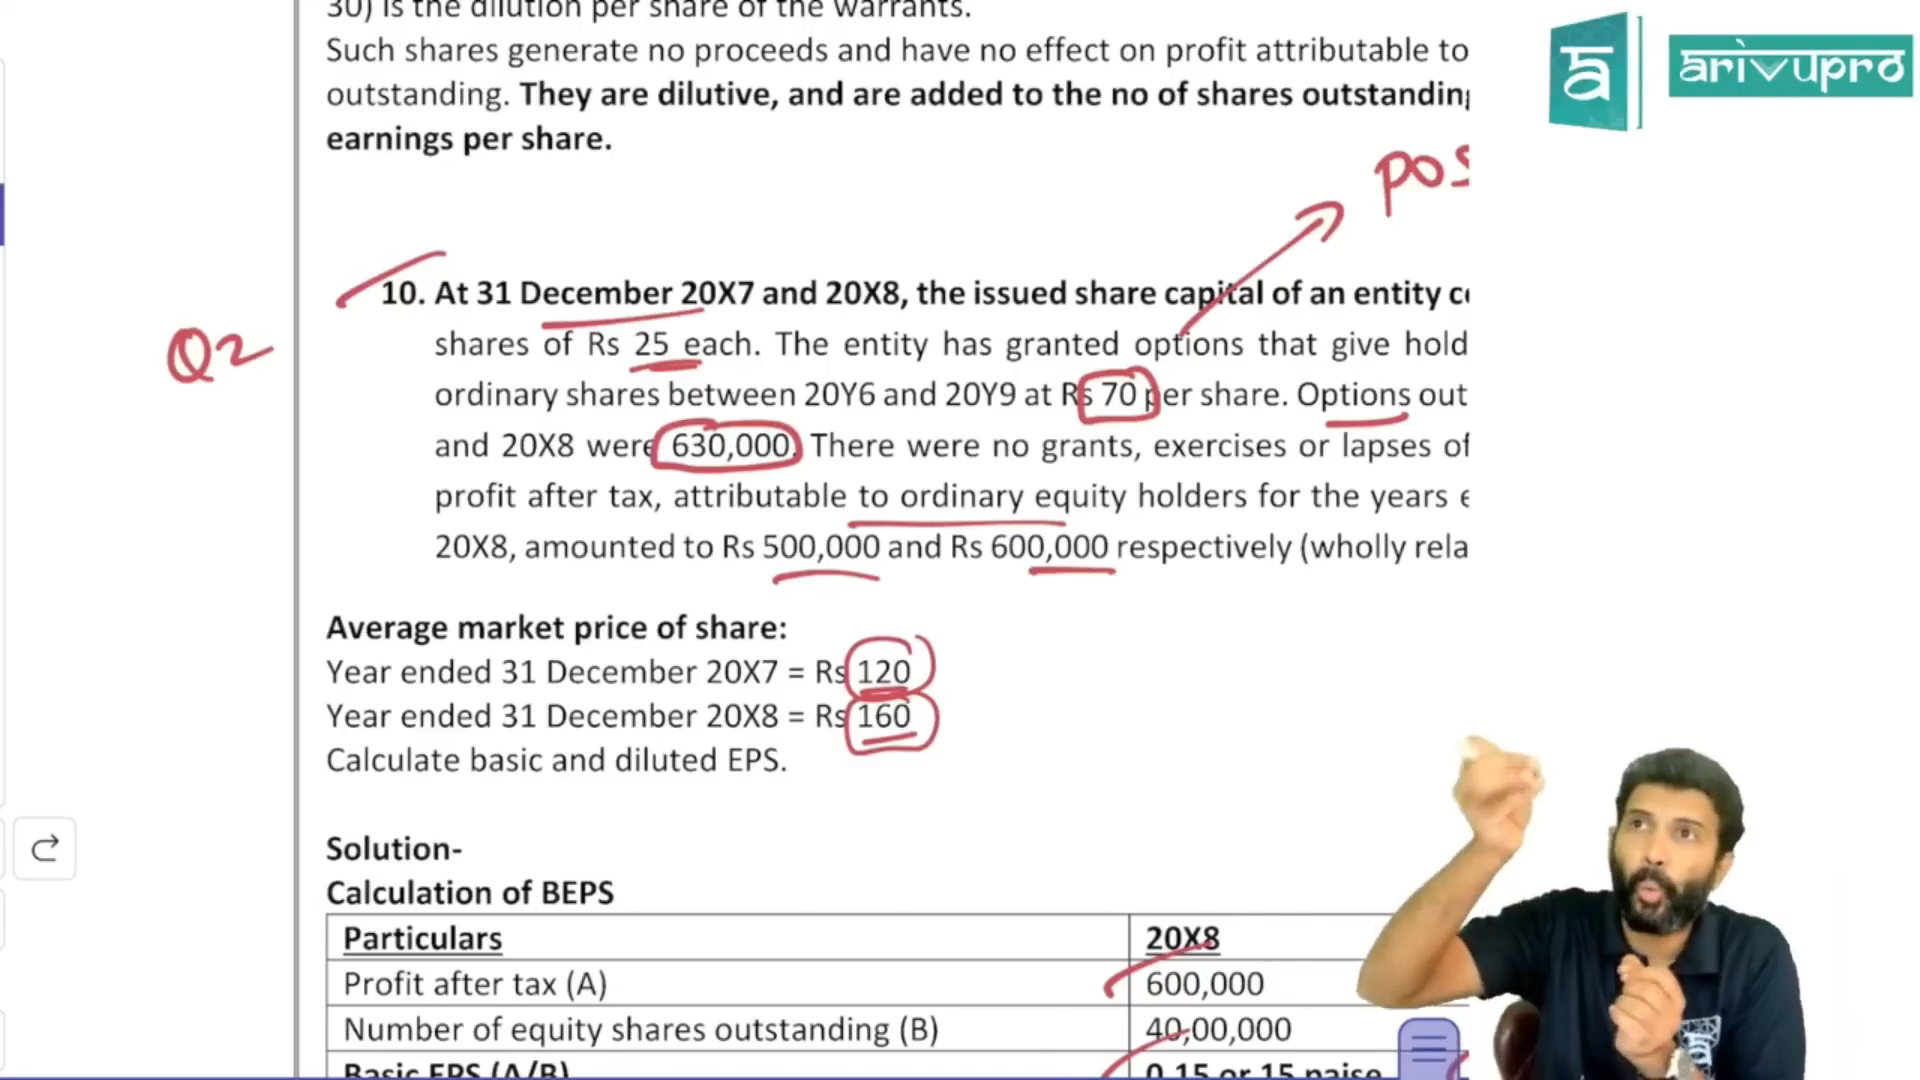 30) is the dilution per share of the warrants.
Such shares generate no proceeds and have no effect on profit attributable to
outstanding. They are dilutive, and are added to the no of shares outstanding
earnings per share.
ā
arivupro
POS
Q2
10. At 31 December 20X7 and 20X8, the issued share capital of an entity
shares of Rs 25 each. The entity has granted options that give hold
ordinary shares between 20Y6 and 20Y9 at Rs 70 per share. Options out
and 20X8 were 630,000. There were no grants, exercises or lapses of
profit after tax, attributable to ordinary equity holders for the years
20X8, amounted to Rs 500,000 and Rs 600,000 respectively (wholly rela
Average market price of share:
Year ended 31 December 20X7 = Rs 120
Year ended 31 December 20X8 = Rs 160
Calculate basic and diluted EPS.
Solution-
Calculation of BEPS
Particulars 20X8
Profit after tax (A) 600,000
Number of equity shares outstanding (B) 40,00,000
Basic EPS (A/B) 0.15 or 15 paise